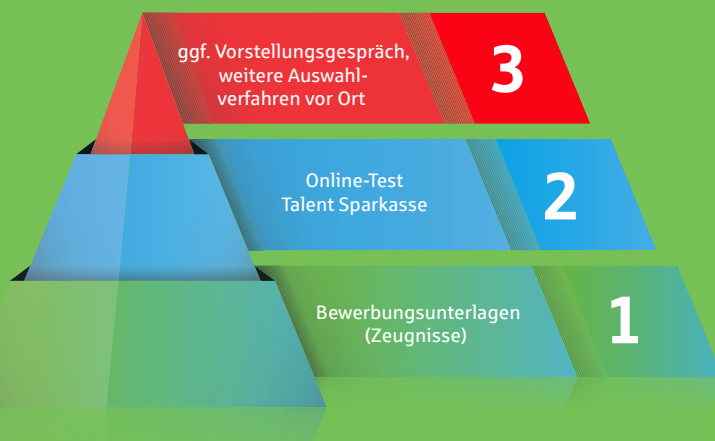 ggf. Vorstellungsgespräch,
weitere Auswahl-
verfahren vor Ort
3
Online-Test
Talent Sparkasse
2
Bewerbungsunterlagen
(Zeugnisse)
1